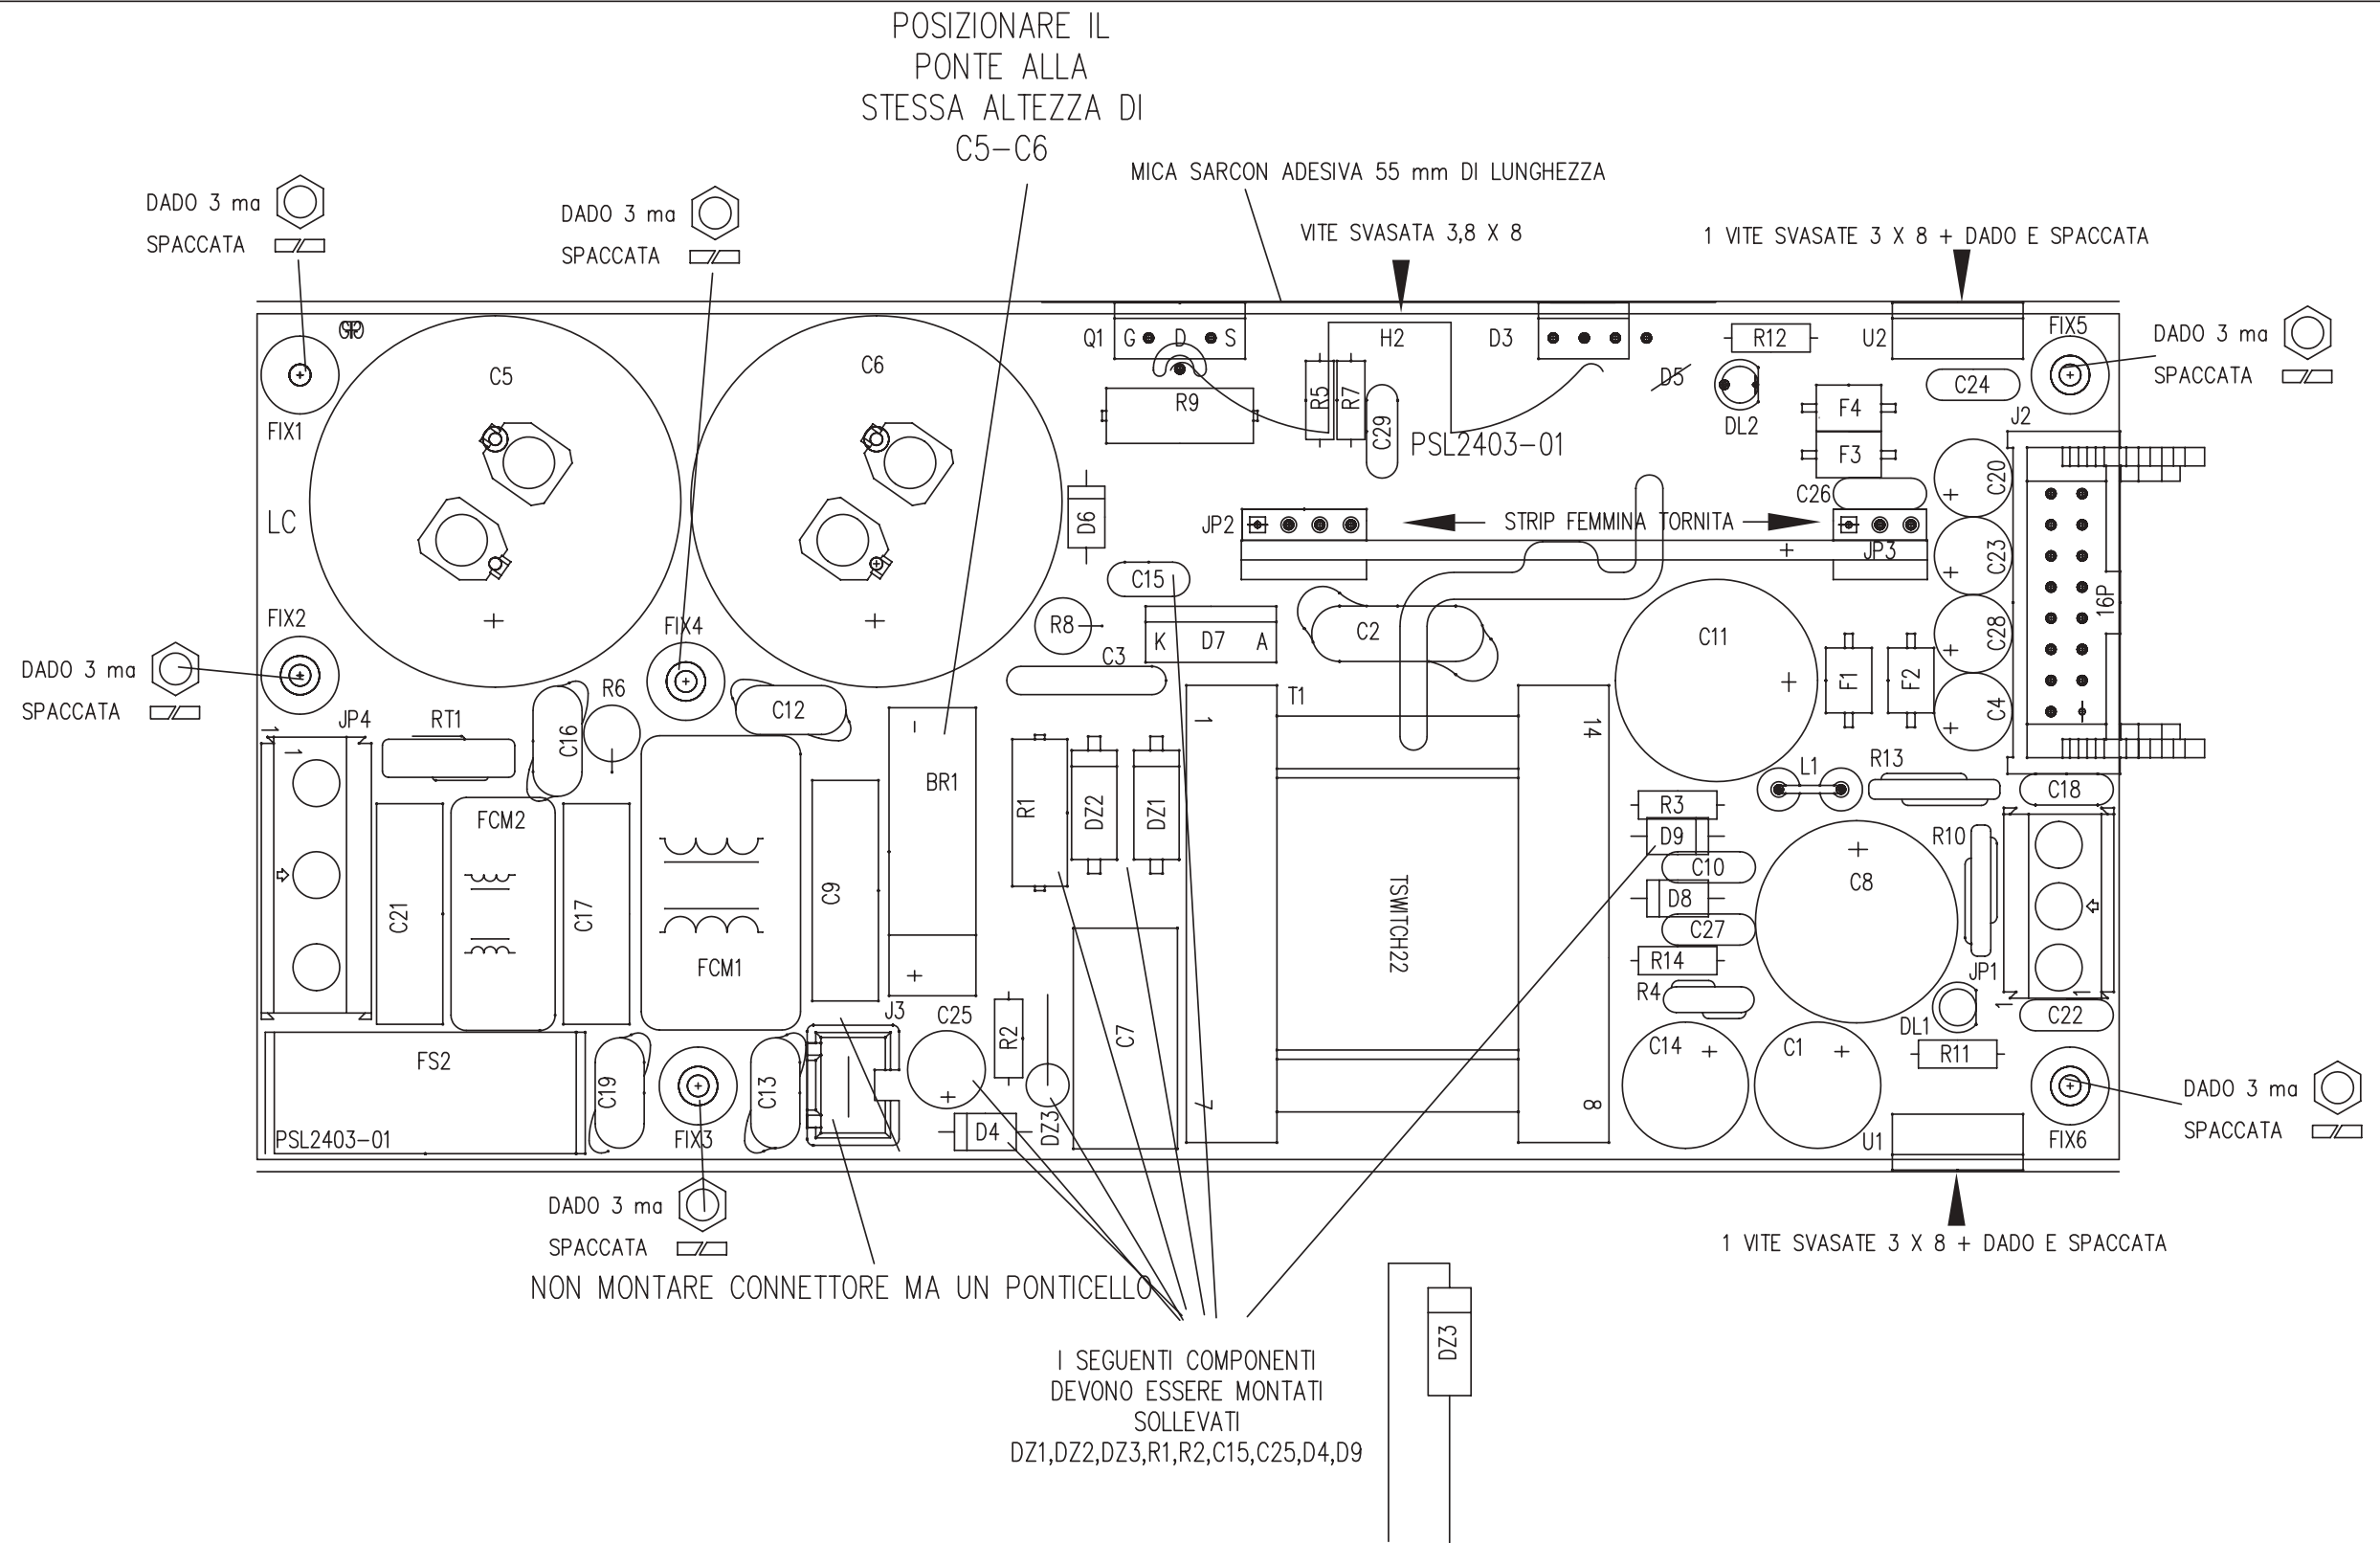 POSIZIONARE IL
PONTE ALLA
STESSA ALTEZZA DI
C5-C6
MICA SARCON ADESIVA 55 mm DI LUNGHEZZA
VITE SVASATA 3,8 X 8
1 VITE SVASATE 3 X 8 + DADO E SPACCATA
DADO 3 ma
SPACCATA
DADO 3 ma
SPACCATA
DADO 3 ma
SPACCATA
Q1 G D S
H2
D3
R12
U2
FIX5
C5
C6
R9
R5
R7
C29
D5
DL2
F4
C24
FIX1
PSL2403-01
F3
J2
LC
D6
JP2
STRIP FEMMINA TORNITA
C26
C20
+
JP3
+
C23
+
C15
FIX2
+
FIX4
+
R8
K D7 A
C2
C11
+
C28
+
16P
DADO 3 ma
SPACCATA
C3
R6
T1
F1
F2
C4
+
JP4
RT1
C16
C12
1
14
1
1
-
BR1
+
L1
R13
C18
FCM2
R1
DZ2
DZ1
R3
D9
R10
C10
+
C8
D8
C21
C17
C9
FCM1
TSWITCH22
C27
R14
R4
JP1
1
1
J3
C25
+
R2
C7
DL1
C22
FS2
C19
C13
C14
+
C1
+
R11
7
8
D4
DZ3
PSL2403-01
FIX3
U1
FIX6
DADO 3 ma
SPACCATA
DADO 3 ma
SPACCATA
1 VITE SVASATE 3 X 8 + DADO E SPACCATA
NON MONTARE CONNETTORE MA UN PONTICELLO
I SEGUENTI COMPONENTI
DEVONO ESSERE MONTATI
SOLLEVATI
DZ1,DZ2,DZ3,R1,R2,C15,C25,D4,D9
DZ3